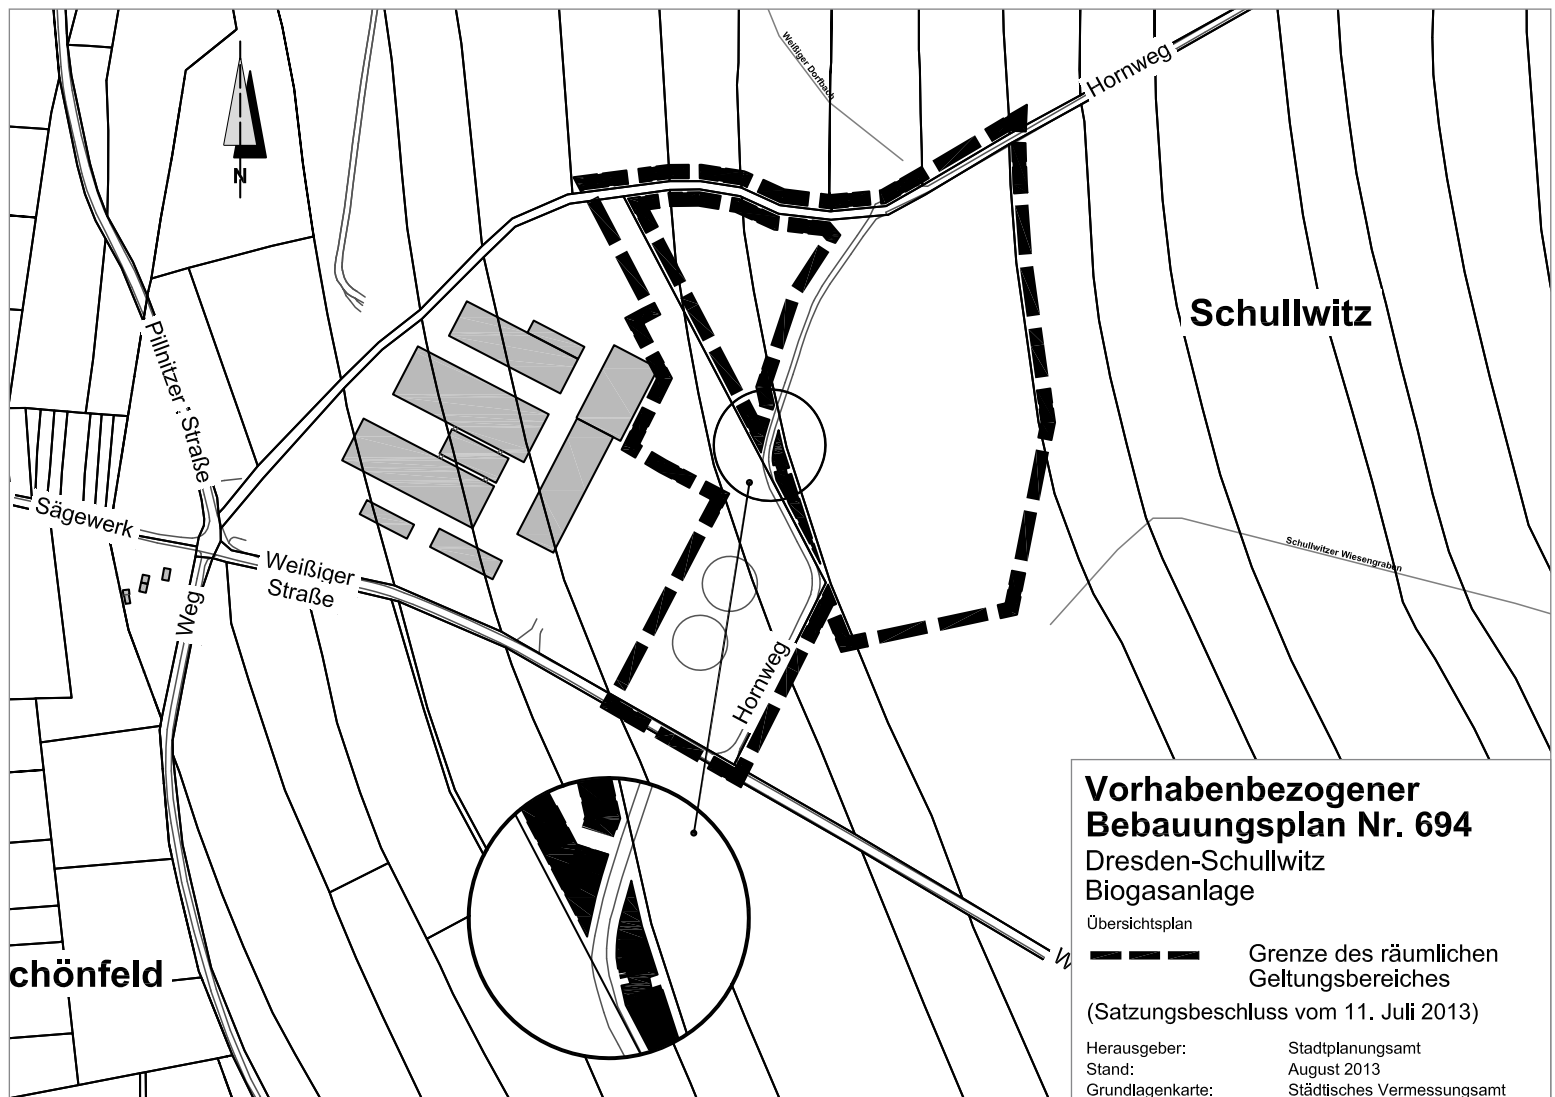 Weißiger Dorfbach
Hornweg
N
Schullwitz
Pillnitzer Straße
Sägewerk
Weißiger
Straße
Schullwitzer Wiesengraben
Weg
Hornweg
W
chönfeld
Vorhabenbezogener
Bebauungsplan Nr. 694
Dresden-Schullwitz
Biogasanlage
Übersichtsplan
Grenze des räumlichen
Geltungsbereiches
(Satzungsbeschluss vom 11. Juli 2013)
Herausgeber: Stadtplanungsamt
Stand: August 2013
Grundlagenkarte: Städtisches Vermessungsamt